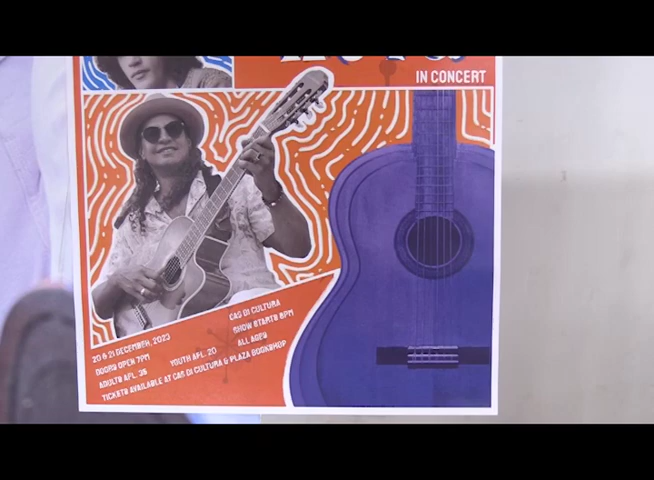 IN CONCERT
20 & 21 DECEMBER, 2023
DOORS OPEN 7PM
ADULTS AFL. 35
YOUTH AFL. 20
CAS DI CULTURA
SHOW STARTS 8PM
ALL AGES
TICKETS AVAILABLE AT CAS DI CULTURA & PLAZA BOOKSHOP